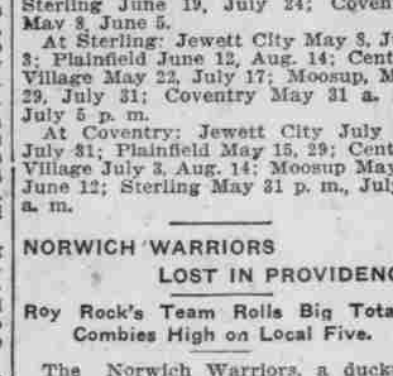 Sterling June 19, July 24; Coven
May 8, June 5.
At Sterling: Jewett City May 8, J
3; Plainfield June 12, Aug. 14; Cent
Village May 22, July 17; Moosup, M
29, July 31; Coventry May 31 a.
July 5 p. m.
At Coventry: Jewett City July
July 31; Plainfield May 15, 29; Cent
Village July 3, Aug. 14; Moosup May
June 12; Sterling May 31 p. m., Jul
a. m.
NORWICH WARRIORS
LOST IN PROVIDENC
Roy Rock's Team Rolls Big Tota
Combies High on Local Five.
The Norwich Warriors, a duck